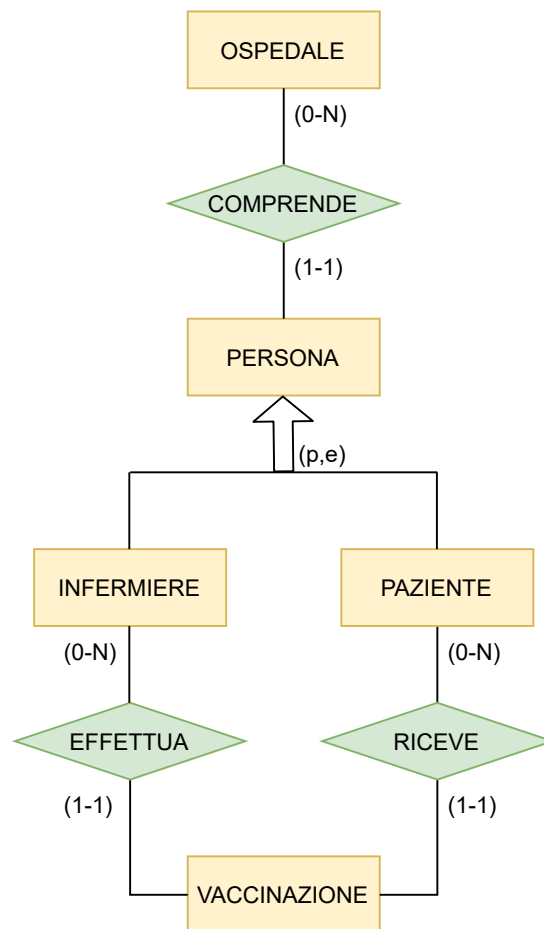 OSPEDALE
(0-N)
COMPRENDE
(1-1)
PERSONA
(p,e)
INFERMIERE
PAZIENTE
(0-N)
(0-N)
EFFETTUA
RICEVE
(1-1)
(1-1)
VACCINAZIONE